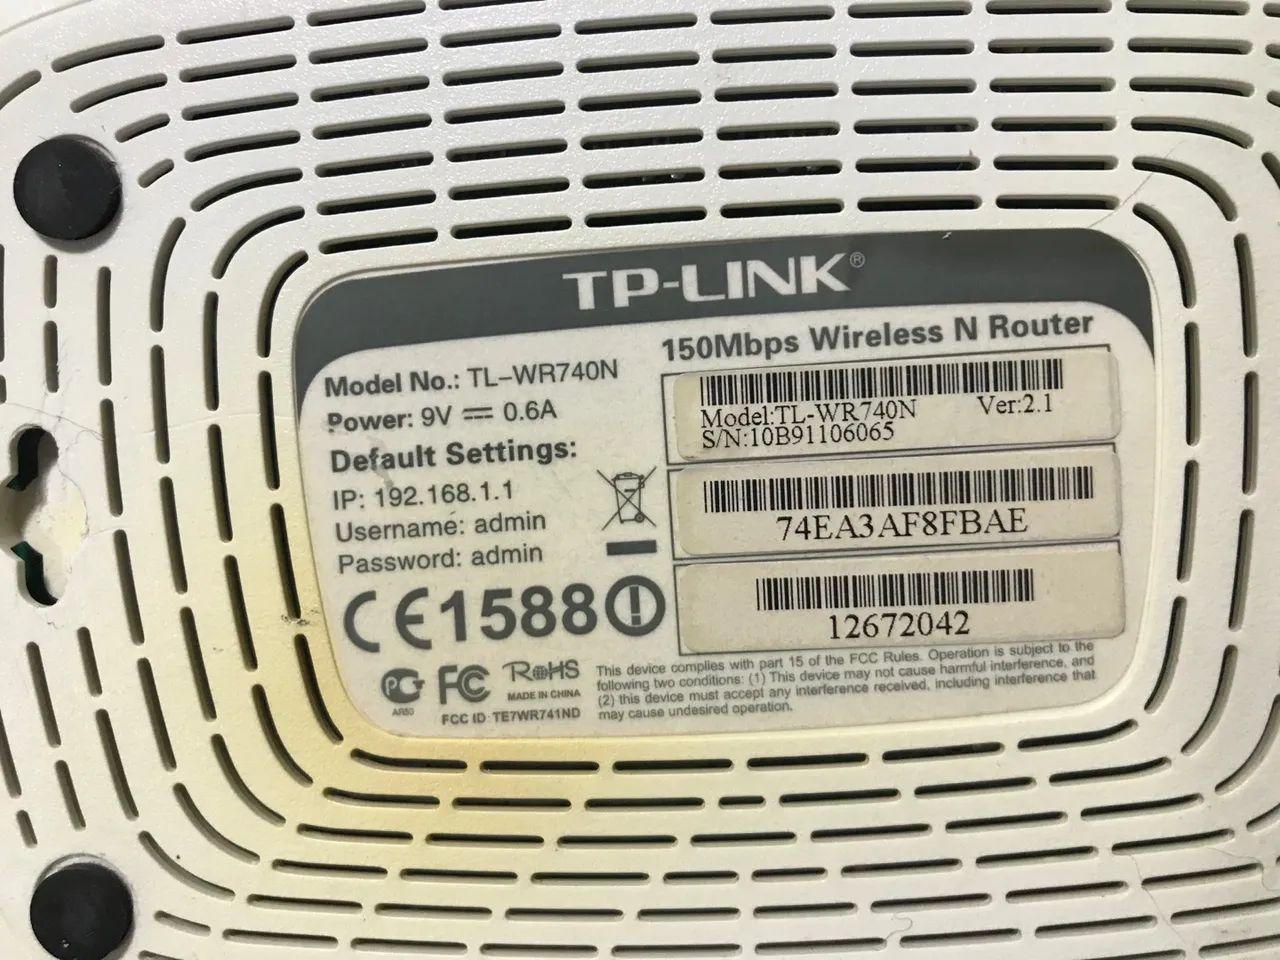 TP-LINK®
150Mbps Wireless N Router
Model No.: TL-WR740N
Power: 9V ⎓ 0.6A
Default Settings:
IP: 192.168.1.1
Username: admin
Password: admin
CE1588
Model:TL-WR740N Ver:2.1
S/N:10B91106065
74EA3AF8FBAE
12672042
PG
AR50
FC
FCC ID: TE7WR741ND
RoHS
MADE IN CHINA
This device complies with part 15 of the FCC Rules. Operation is subject to the
following two conditions: (1) This device may not cause harmful interference, and
(2) this device must accept any interference received, including interference that
may cause undesired operation.